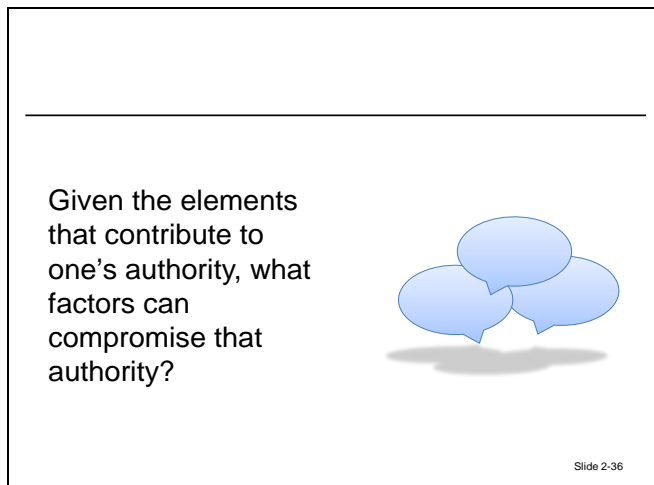 Given the elements
that contribute to
one’s authority, what
factors can
compromise that
authority?
Slide 2-36